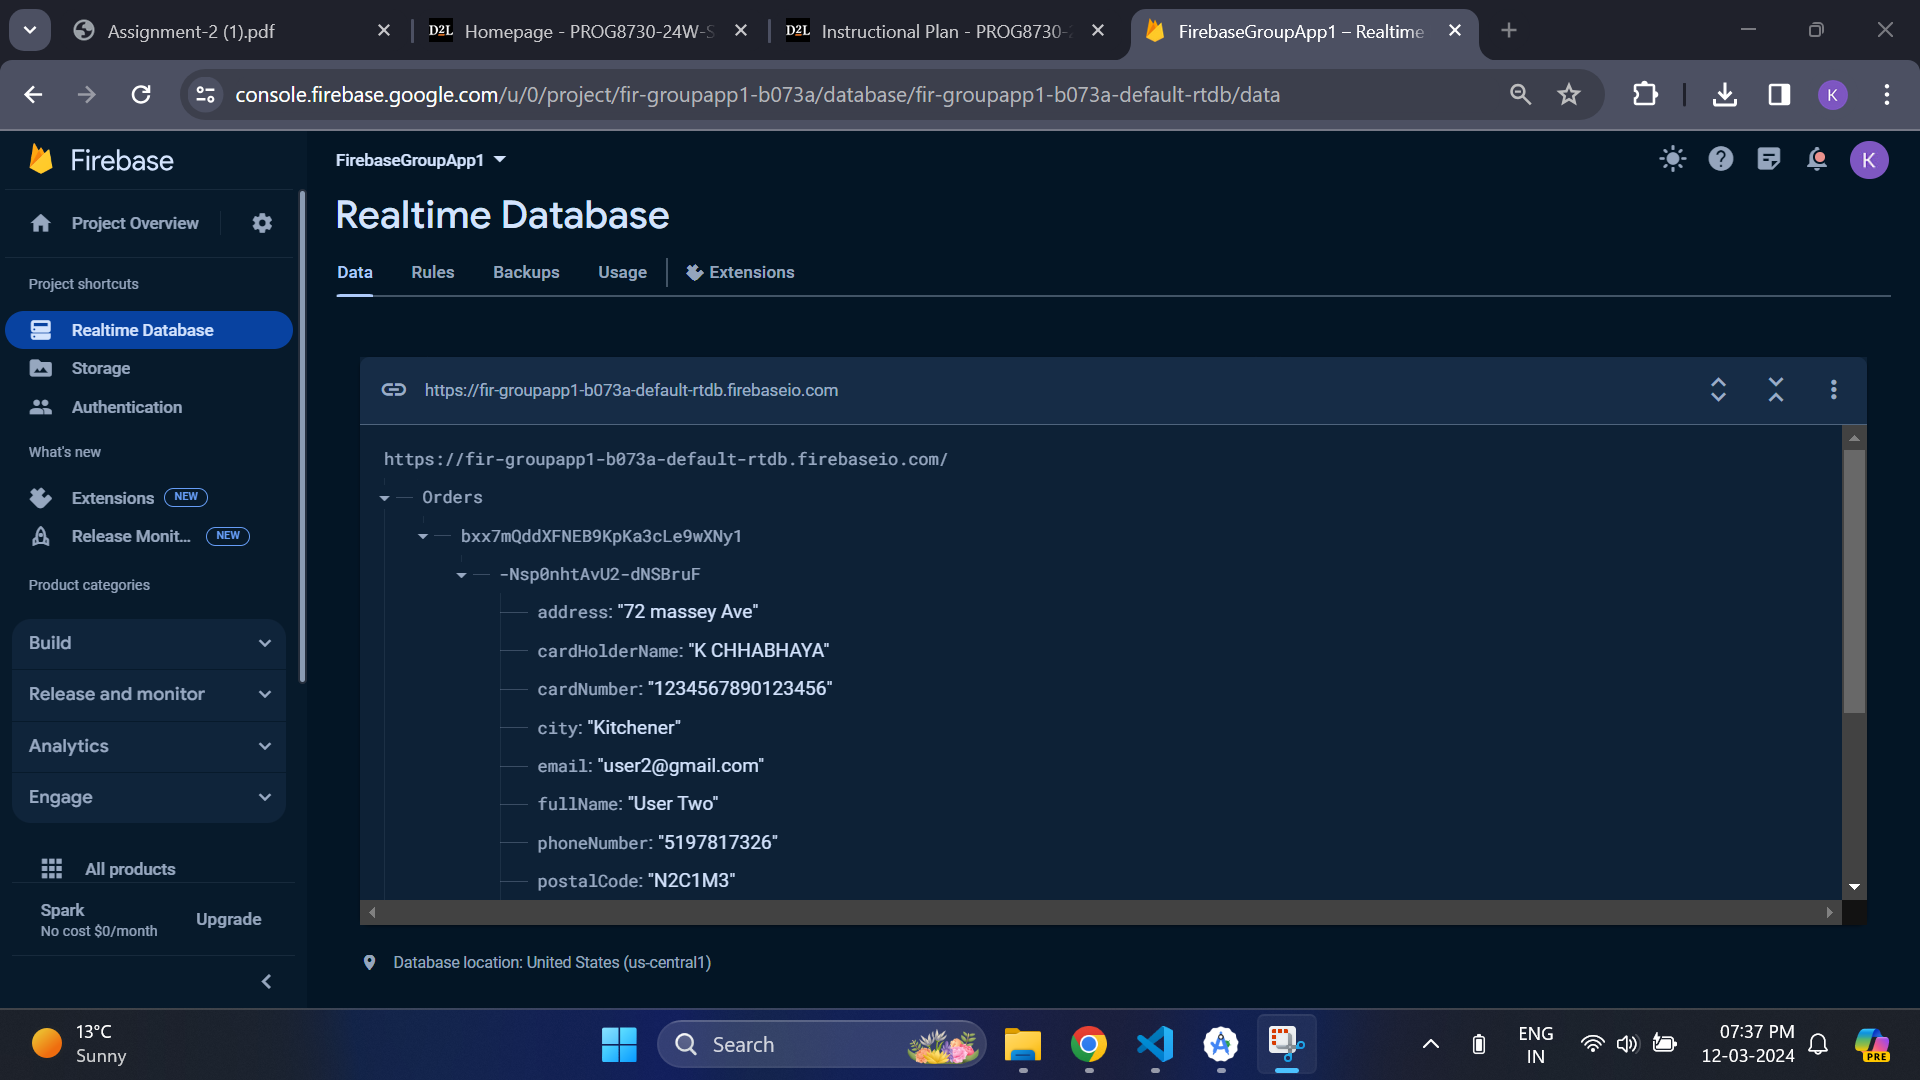 Assignment-2 (1).pdf
D2L Homepage - PROG8730-24W-S
D2L Instructional Plan - PROG8730-2
FirebaseGroupApp1 – Realtime
console.firebase.google.com/u/0/project/fir-groupapp1-b073a/database/fir-groupapp1-b073a-default-rtdb/data
K
Firebase
FirebaseGroupApp1
K
Project Overview
Realtime Database
Data
Rules
Backups
Usage
Extensions
Project shortcuts
Realtime Database
Storage
Authentication
What's new
Extensions NEW
Release Monit... NEW
Product categories
Build
Release and monitor
Analytics
Engage
All products
Spark
No cost $0/month
Upgrade
https://fir-groupapp1-b073a-default-rtdb.firebaseio.com
https://fir-groupapp1-b073a-default-rtdb.firebaseio.com/
Orders
bxx7mQddXFNEB9KpKa3cLe9wXNy1
-Nsp0nhtAvU2-dNSBruF
address: "72 massey Ave"
cardHolderName: "K CHHABHAYA"
cardNumber: "1234567890123456"
city: "Kitchener"
email: "user2@gmail.com"
fullName: "User Two"
phoneNumber: "5197817326"
postalCode: "N2C1M3"
Database location: United States (us-central1)
13°C
Sunny
Search
ENG
IN
07:37 PM
12-03-2024
PRE